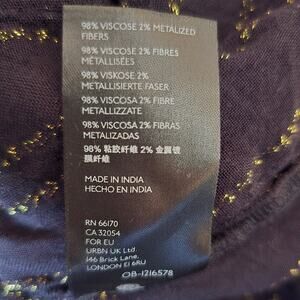 98% VISCOSE 2% METALIZED
FIBERS
98% VISCOSE 2% FIBRES
MÉTALLISÉES
98% VISKOSE 2%
METALLISIERTE FASER
98% VISCOSA 2% FIBRE
METALLIZZATE
98% VISCOSA 2% FIBRAS
METALIZADAS
98% 粘胶纤维 2% 金属镀
膜纤维
MADE IN INDIA
HECHO EN INDIA
RN 66170
CA 32054
FOR EU
URBN UK Ltd.
146 Brick Lane,
LONDON E1 6RU
OB-1216578